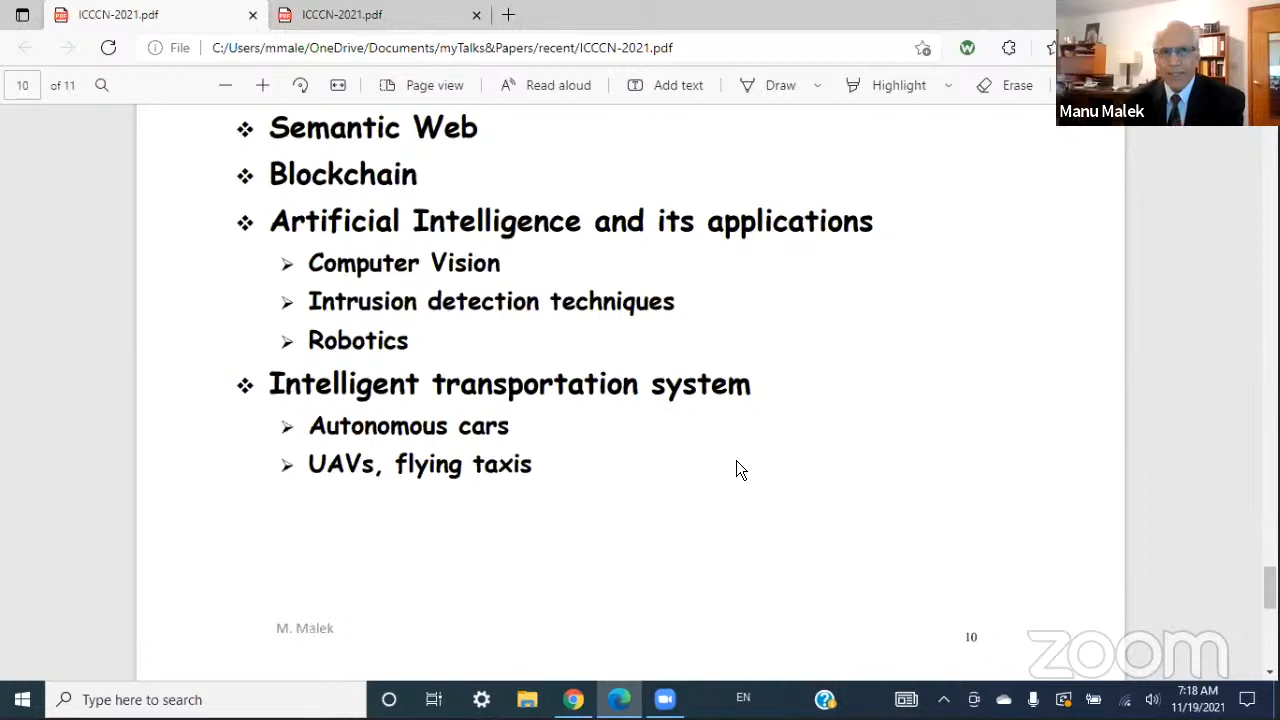 ICCCN-2021.pdf
ICCCN-2021.pdf
File
C:/Users/mmale/OneDrive/Documents/myTalks&Papers/recent/ICCCN-2021.pdf
W
10 of 11
Page view
Read aloud
Add text
Draw
Highlight
Erase
Manu Malek
Semantic Web
Blockchain
Artificial Intelligence and its applications
Computer Vision
Intrusion detection techniques
Robotics
Intelligent transportation system
Autonomous cars
UAVs, flying taxis
M. Malek
10
zoom
Type here to search
EN
7:18 AM
11/19/2021